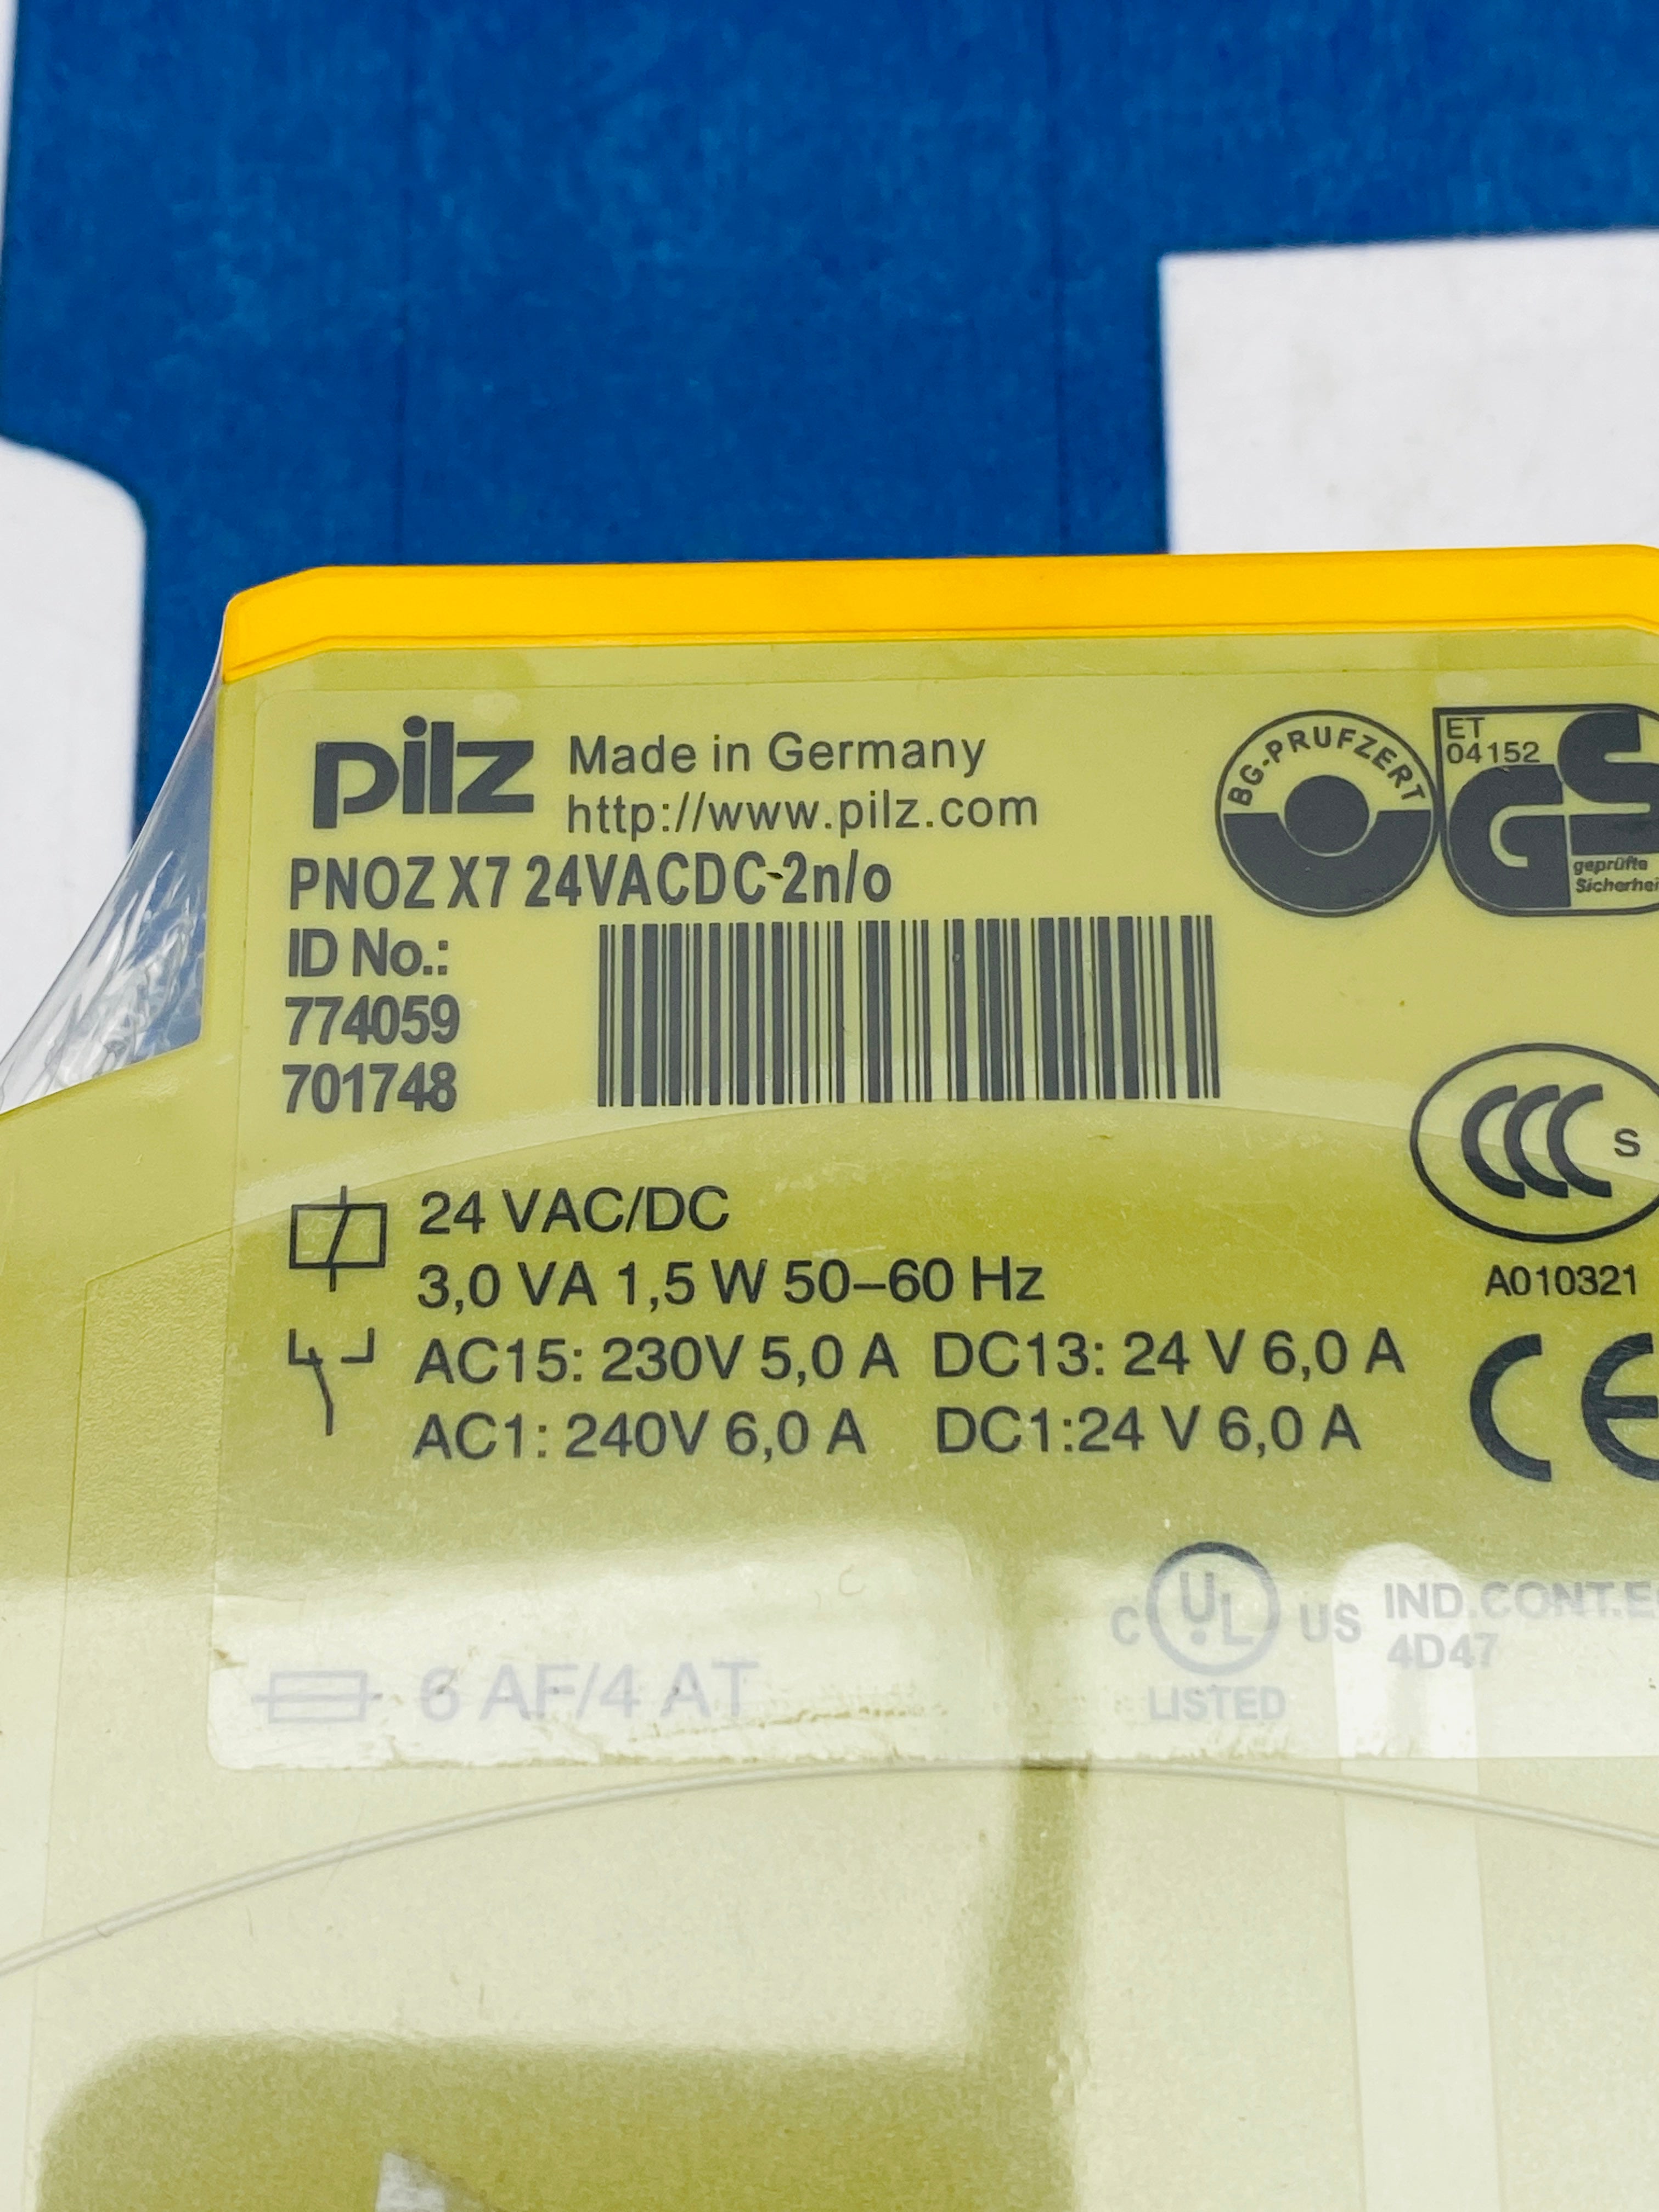 pilz Made in Germany
http://www.pilz.com
PNOZ X7 24VACDC 2n/o
ID No.:
774059
701748
BG-PRUFZERT
ET
04152
GS
geprüfte
CCC S
A010321
24 VAC/DC
3,0 VA 1,5 W 50–60 Hz
AC15: 230V 5,0 A DC13: 24 V 6,0 A
AC1: 240V 6,0 A DC1:24 V 6,0 A
CE
C UL US
LISTED
IND.CONT.
4D47
6 AF/4 AT